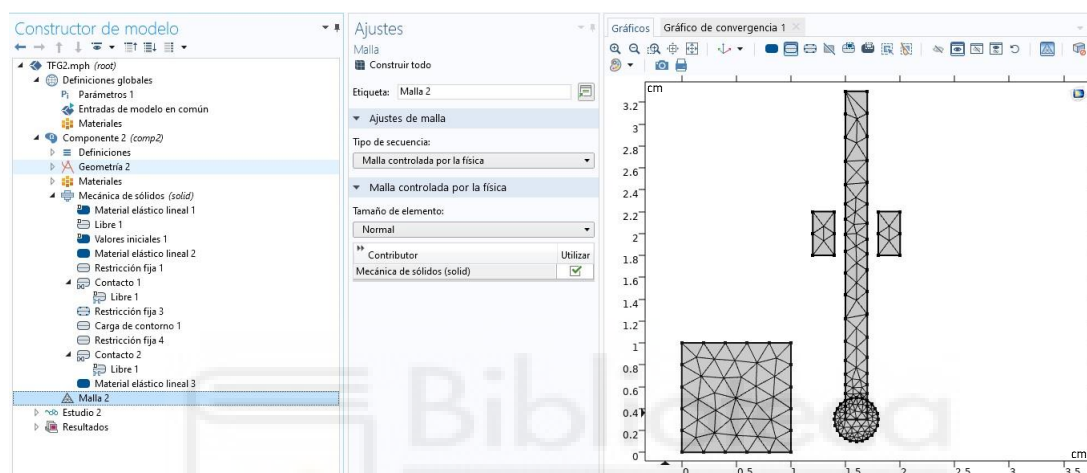 Constructor de modelo
TFG2.mph (root)
Definiciones globales
Pi Parámetros 1
Entradas de modelo en común
Materiales
Componente 2 (comp2)
Definiciones
Geometría 2
Materiales
Mecánica de sólidos (solid)
Material elástico lineal 1
Libre 1
Valores iniciales 1
Material elástico lineal 2
Restricción fija 1
Contacto 1
Libre 1
Restricción fija 3
Carga de contorno 1
Restricción fija 4
Contacto 2
Libre 1
Material elástico lineal 3
Malla 2
Estudio 2
Resultados
Ajustes
Malla
Construir todo
Etiqueta: Malla 2
Ajustes de malla
Tipo de secuencia:
Malla controlada por la física
Malla controlada por la física
Tamaño de elemento:
Normal
Contributor Utilizar
Mecánica de sólidos (solid)
Gráficos Gráfico de convergencia 1
cm
3.2
3
2.8
2.6
2.4
2.2
2
1.8
1.6
1.4
1.2
1
0.8
0.6
0.4
0.2
0
0 0.5 1 1.5 2 2.5 3 3.5
cm
Biblioteca